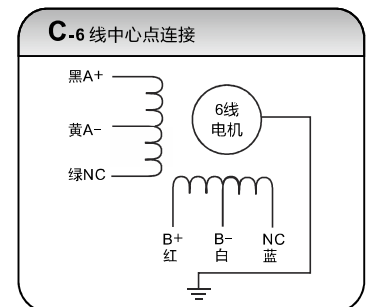 C-6 线中心点连接
黑A+
黄A-
绿NC
6线
电机
B+ B- NC
红 白 蓝